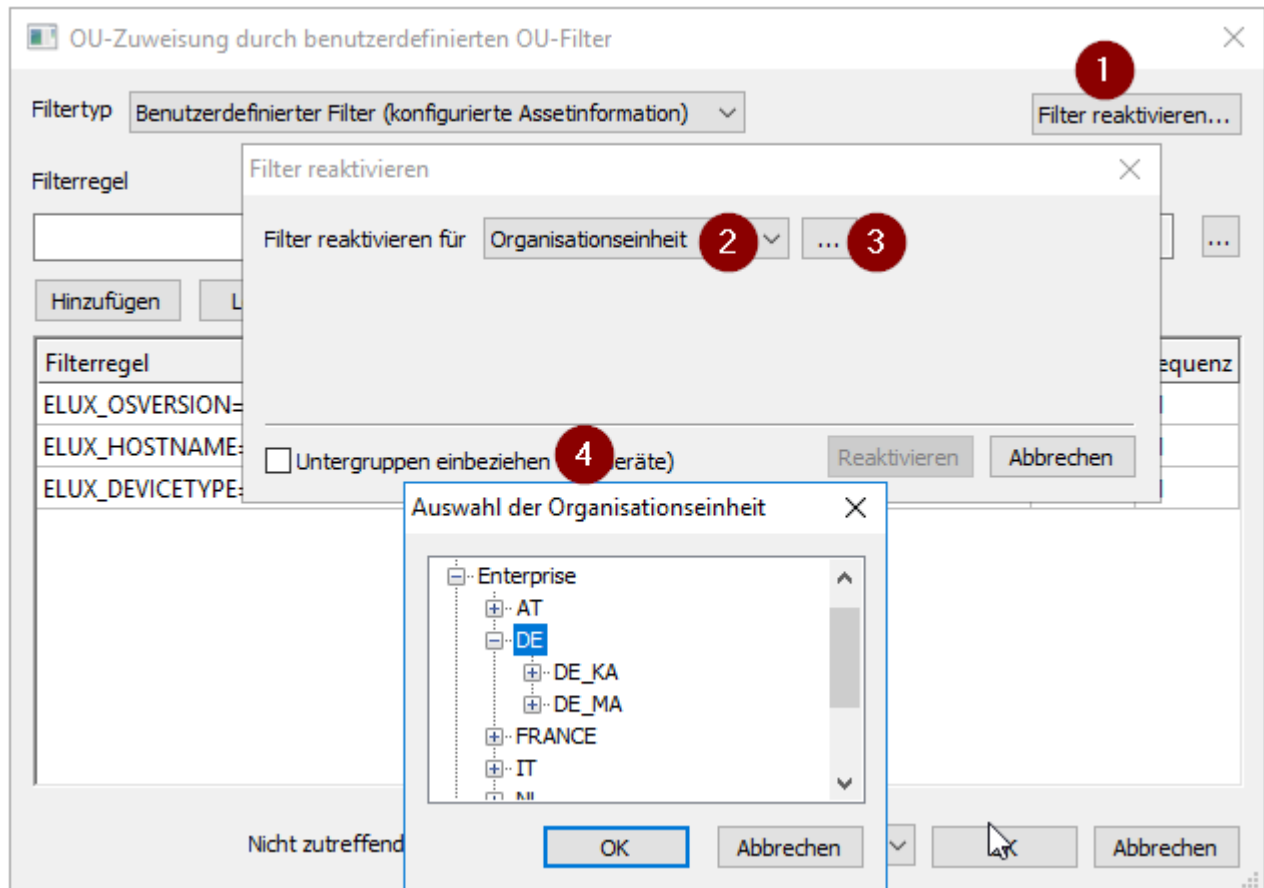 OU-Zuweisung durch benutzerdefinierten OU-Filter
1
Filtertyp Benutzerdefinierter Filter (konfigurierte Assetinformation) Filter reaktivieren...
Filter reaktivieren
Filterregel
Filter reaktivieren für Organisationseinheit 2 ... 3 ...
Hinzufügen L
Filterregel equenz
ELUX_OSVERSION=
ELUX_HOSTNAME=
Untergruppen einbeziehen 4 eräte) Reaktivieren Abbrechen
ELUX_DEVICETYPE=
Auswahl der Organisationseinheit
Enterprise
AT
DE
DE_KA
DE_MA
FRANCE
IT
NL
Nicht zutreffend
OK Abbrechen Abbrechen